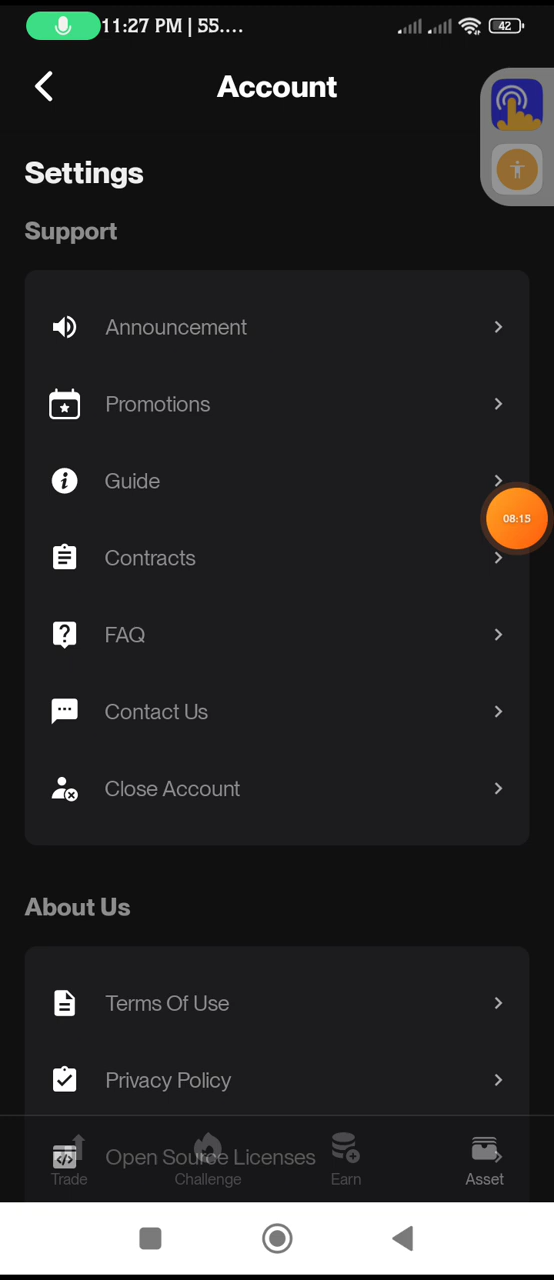 11:27 PM | 55....
42
Account
Settings
Support
Announcement
Promotions
Guide
08:15
Contracts
FAQ
Contact Us
Close Account
About Us
Terms Of Use
Privacy Policy
Open Source Licenses
Trade
Challenge
Earn
Asset